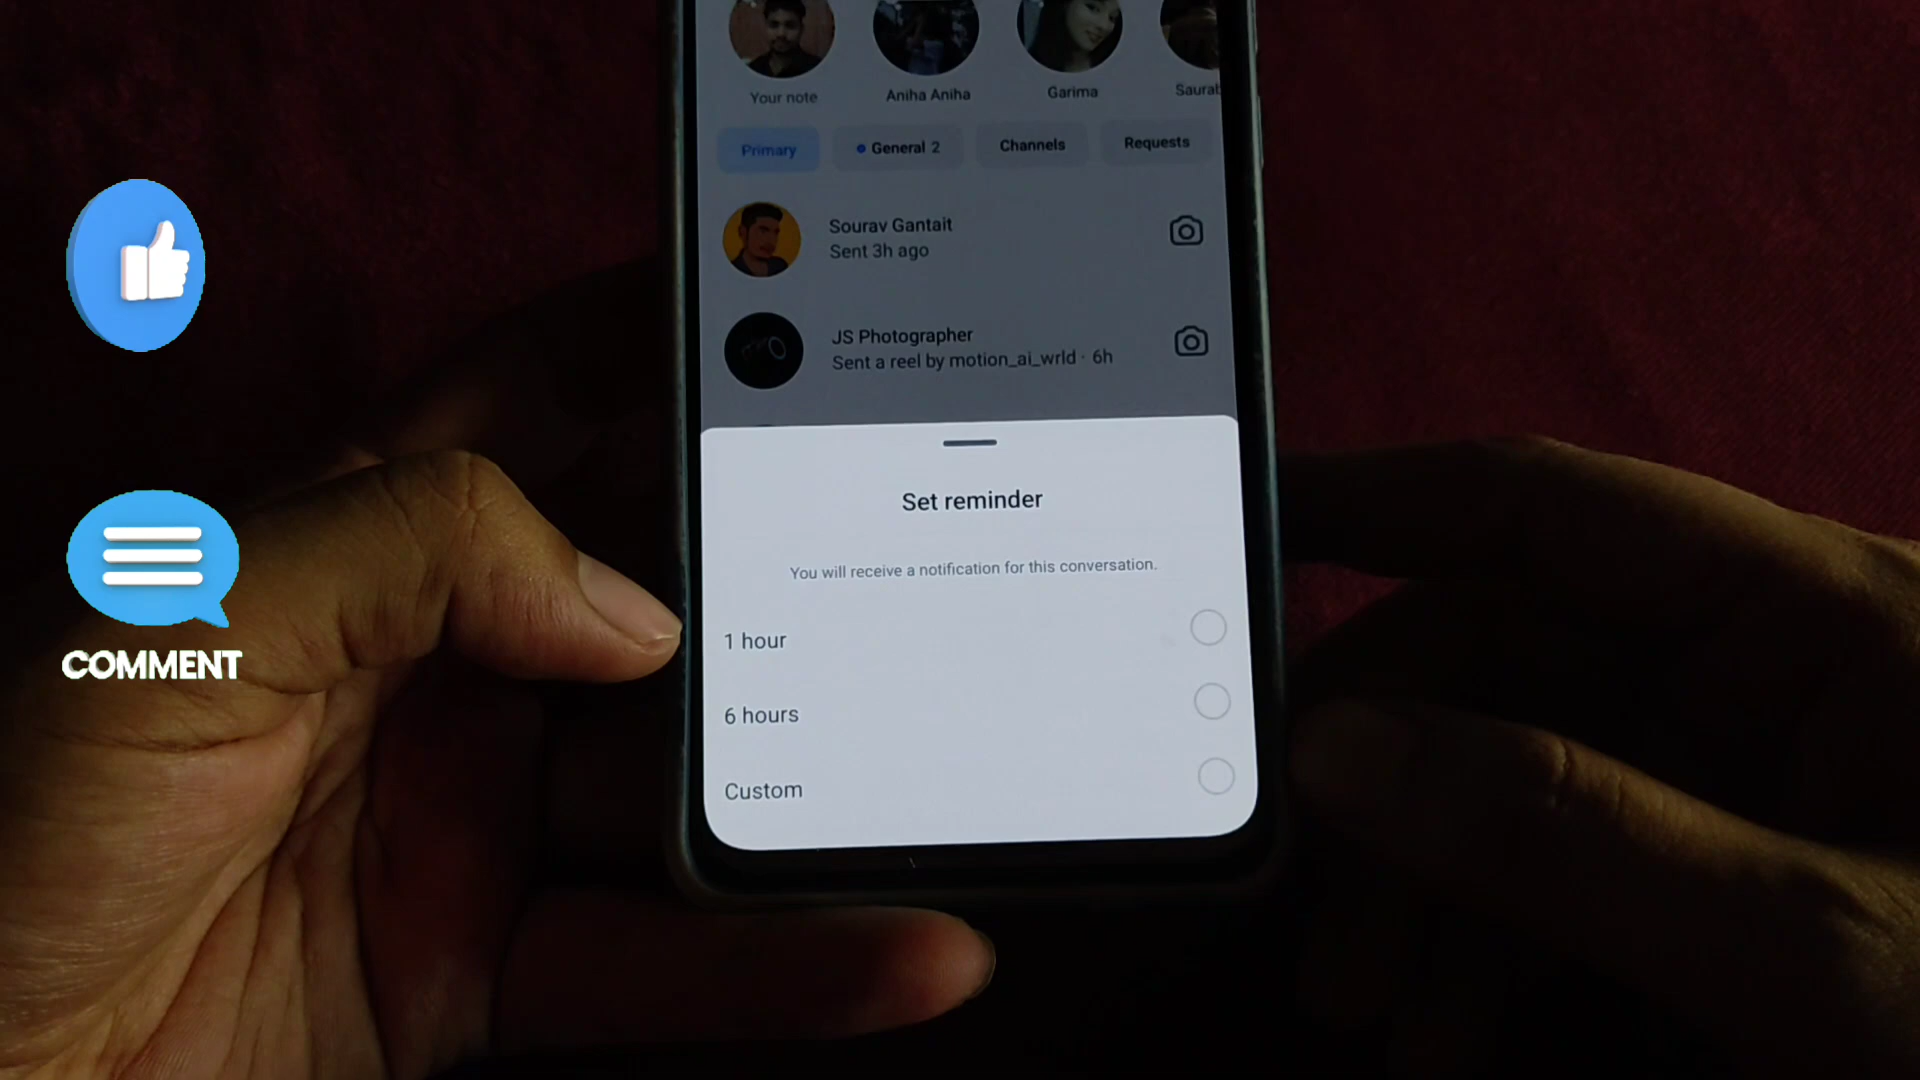 Your note
Aniha Aniha
Garima
Saurab
Primary
General 2
Channels
Requests
Sourav Gantait
Sent 3h ago
JS Photographer
Sent a reel by motion_ai_wrld · 6h
Set reminder
You will receive a notification for this conversation.
1 hour
6 hours
Custom
COMMENT